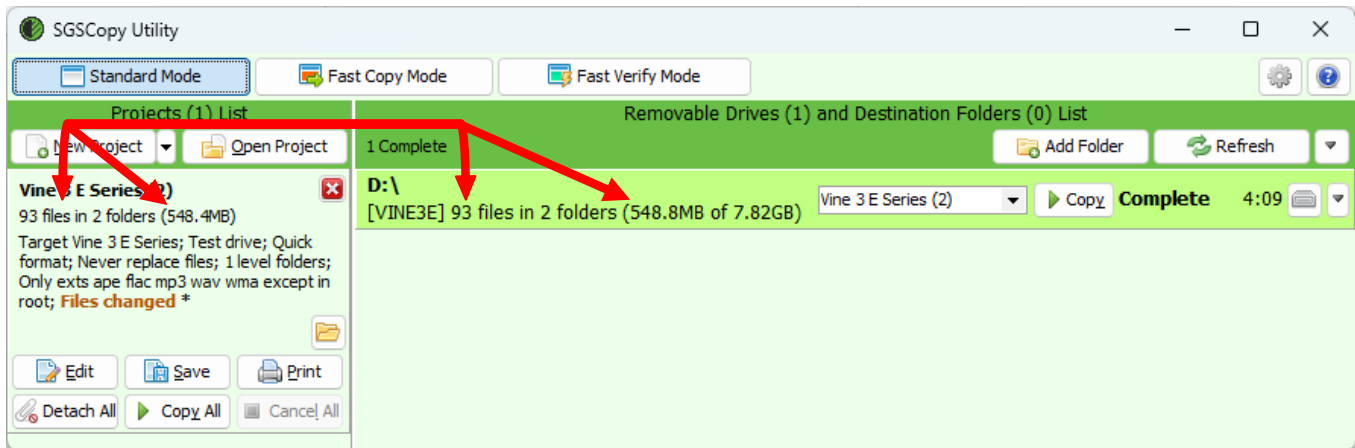 SGSCopy Utility
Standard Mode
Fast Copy Mode
Fast Verify Mode
Projects (1) List
New Project
Open Project
Vine 3 E Series (2)
93 files in 2 folders (548.4MB)
Target Vine 3 E Series; Test drive; Quick
format; Never replace files; 1 level folders;
Only exts ape flac mp3 wav wma except in
root; Files changed *
Edit
Save
Print
Detach All
Copy All
Cancel All
Removable Drives (1) and Destination Folders (0) List
1 Complete
Add Folder
Refresh
D:\
[VINE3E] 93 files in 2 folders (548.8MB of 7.82GB)
Vine 3 E Series (2)
Copy
Complete
4:09